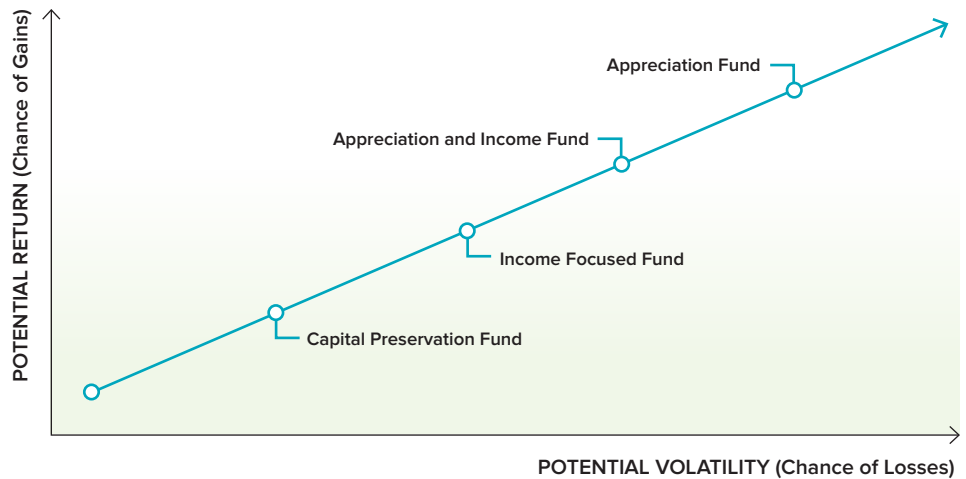 POTENTIAL RETURN (Chance of Gains)
Appreciation Fund
Appreciation and Income Fund
Income Focused Fund
Capital Preservation Fund
POTENTIAL VOLATILITY (Chance of Losses)